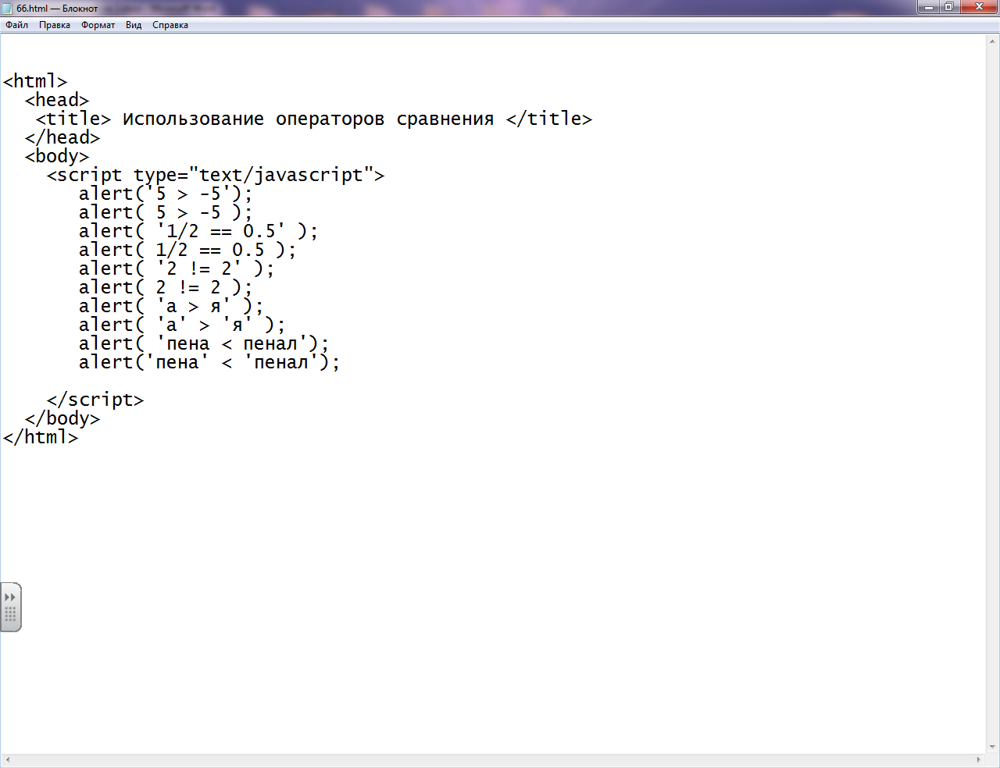 66.html — Блокнот
Файл Правка Формат Вид Справка
<html>
<head>
<title> Использование операторов сравнения </title>
</head>
<body>
<script type="text/javascript">
alert('5 > -5');
alert( 5 > -5 );
alert( '1/2 == 0.5' );
alert( 1/2 == 0.5 );
alert( '2 != 2' );
alert( 2 != 2 );
alert( 'а > я' );
alert( 'а' > 'я' );
alert( 'пена < пенал');
alert('пена' < 'пенал');
</script>
</body>
</html>